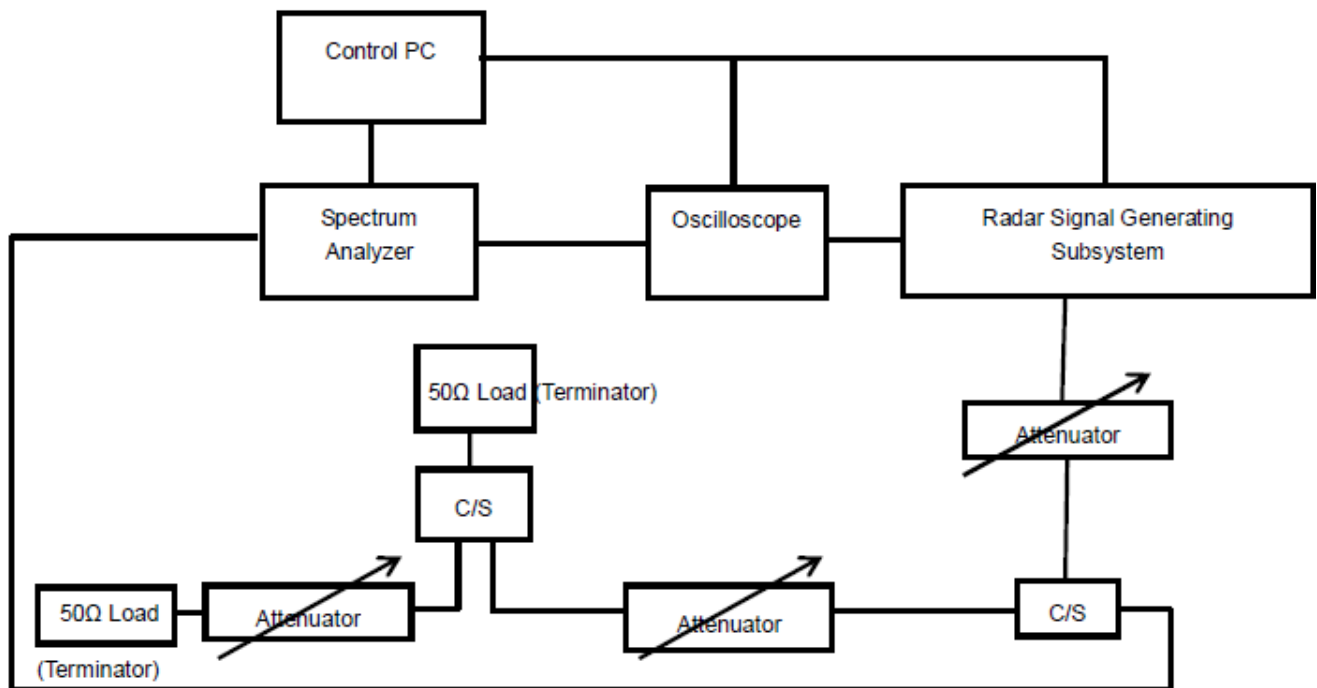 Control PC
Spectrum
Analyzer
Oscilloscope
Radar Signal Generating
Subsystem
50Ω Load (Terminator)
Attenuator
C/S
50Ω Load
(Terminator)
Attenuator
Attenuator
C/S